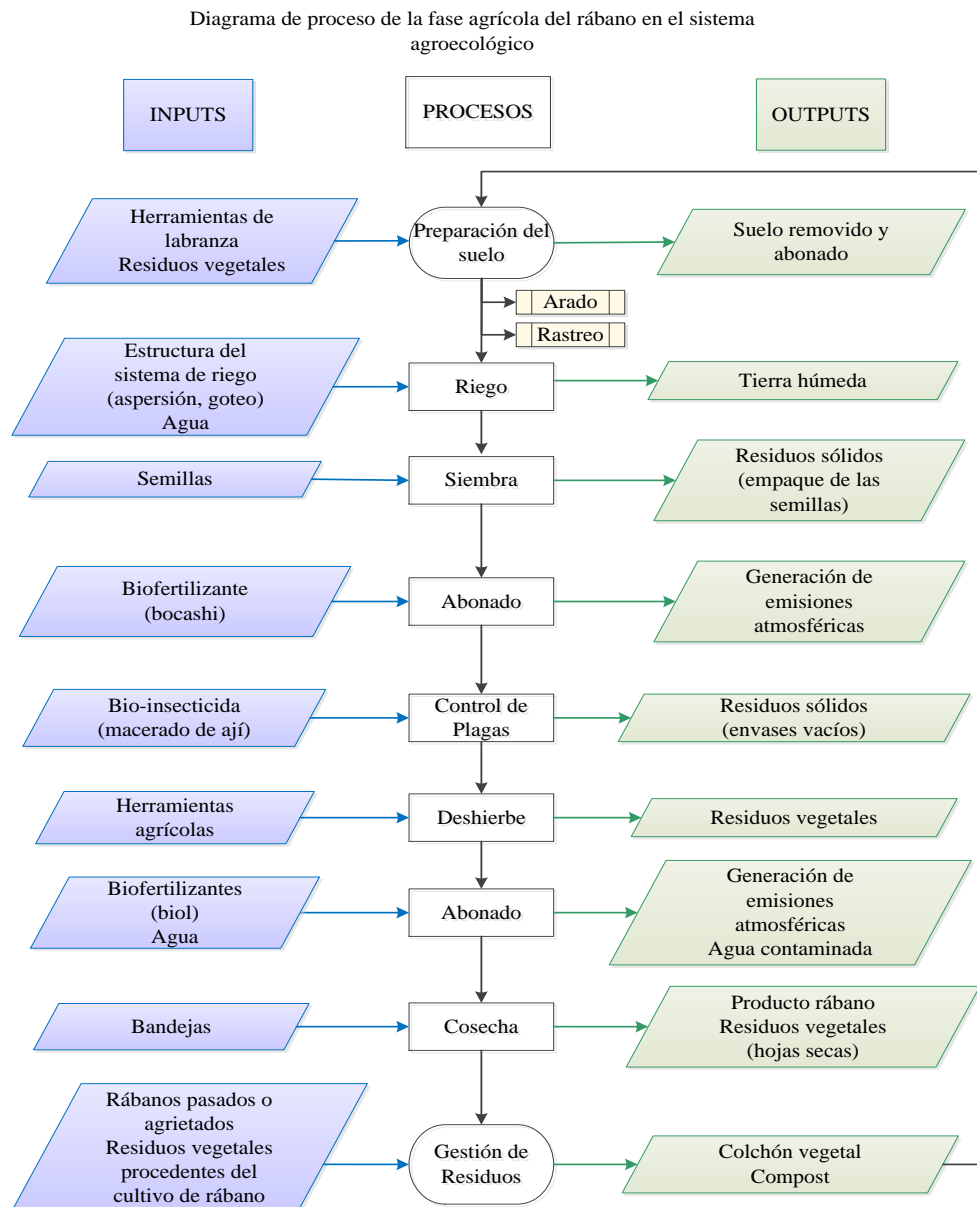 Diagrama de proceso de la fase agrícola del rábano en el sistema
agroecológico
INPUTS
PROCESOS
OUTPUTS
Herramientas de
labranza
Residuos vegetales
Preparación del
suelo
Suelo removido y
abonado
Arado
Rastreo
Estructura del
sistema de riego
(aspersión, goteo)
Agua
Riego
Tierra húmeda
Semillas
Siembra
Residuos sólidos
(empaque de las
semillas)
Biofertilizante
(bocashi)
Abonado
Generación de
emisiones
atmosféricas
Bio-insecticida
(macerado de ají)
Control de
Plagas
Residuos sólidos
(envases vacíos)
Herramientas
agrícolas
Deshierbe
Residuos vegetales
Biofertilizantes
(biol)
Agua
Abonado
Generación de
emisiones
atmosféricas
Agua contaminada
Bandejas
Cosecha
Producto rábano
Residuos vegetales
(hojas secas)
Rábanos pasados o
agrietados
Residuos vegetales
procedentes del
cultivo de rábano
Gestión de
Residuos
Colchón vegetal
Compost